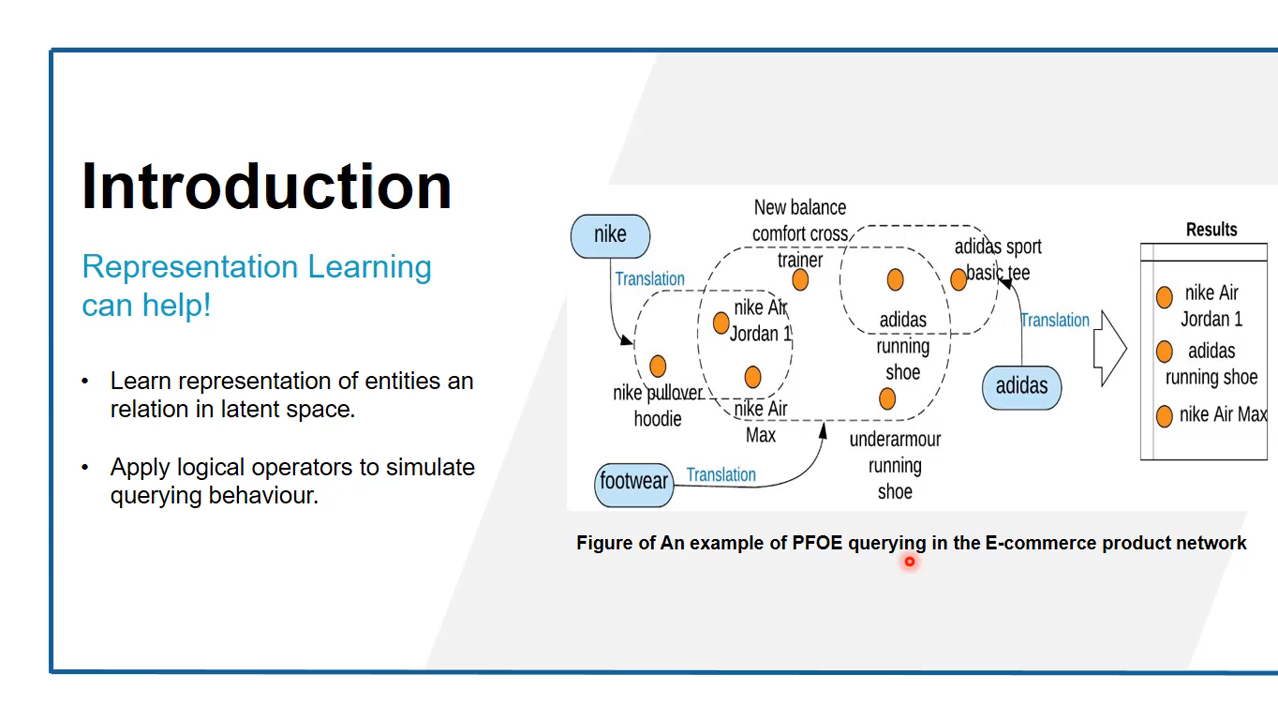 Introduction
Representation Learning
can help!
• Learn representation of entities an
relation in latent space.
• Apply logical operators to simulate
querying behaviour.
nike
Translation
New balance
comfort cross
trainer
adidas sport
basic tee
nike Air
Jordan 1
adidas
running
shoe
Translation
nike pullover
hoodie
nike Air
Max
adidas
underarmour
running
shoe
footwear
Translation
Results
nike Air
Jordan 1
adidas
running shoe
nike Air Max
Figure of An example of PFOE querying in the E-commerce product network